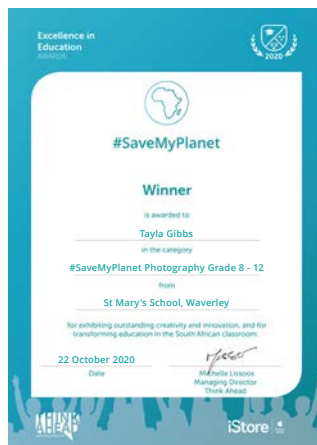 Excellence in
Education
AWARDS
2020
#SaveMyPlanet
Winner
is awarded to
Tayla Gibbs
in the category
#SaveMyPlanet Photography Grade 8 - 12
from
St Mary's School, Waverley
for exhibiting outstanding creativity and innovation, and for
transforming education in the South African classroom.
22 October 2020
Date
Michelle Lissoos
Managing Director
Think Ahead
THINK
AHEAD
iStore